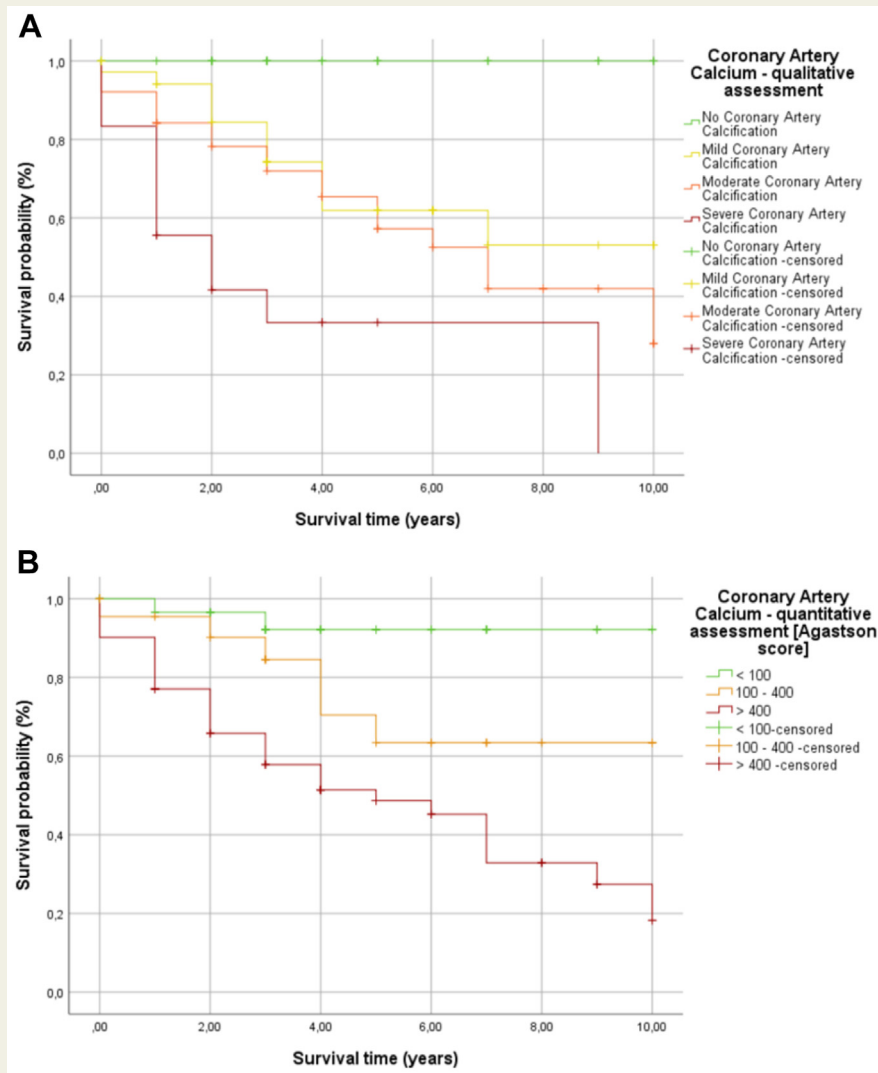 A
Coronary Artery
Calcium - qualitative
assessment
No Coronary Artery
Calcification
Mild Coronary Artery
Calcification
Moderate Coronary Artery
Calcification
Severe Coronary Artery
Calcification
No Coronary Artery
Calcification -censored
Mild Coronary Artery
Calcification -censored
Moderate Coronary Artery
Calcification -censored
Severe Coronary Artery
Calcification -censored
Survival probability (%)
1,0
0,8
0,6
0,4
0,2
0,0
,00 2,00 4,00 6,00 8,00 10,00
Survival time (years)
B
Coronary Artery
Calcium - quantitative
assessment [Agastson
score]
< 100
100 - 400
> 400
< 100-censored
100 - 400 -censored
> 400 -censored
Survival probability (%)
1,0
0,8
0,6
0,4
0,2
0,0
,00 2,00 4,00 6,00 8,00 10,00
Survival time (years)